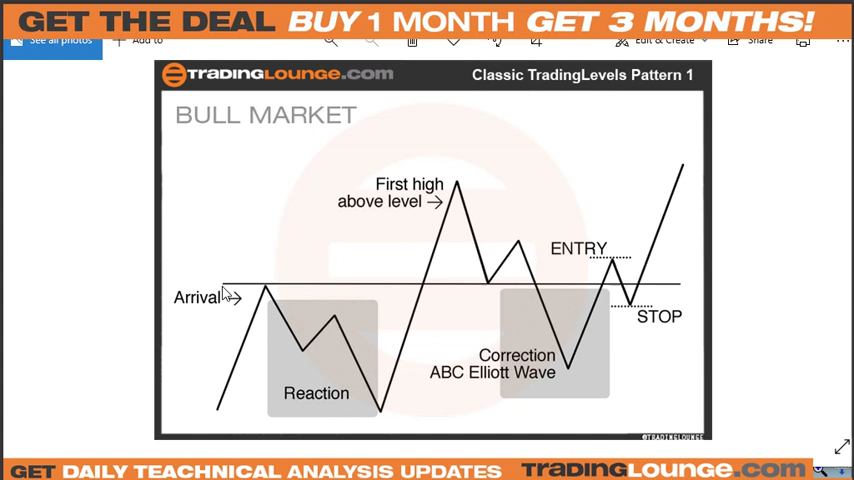 GET THE DEAL BUY 1 MONTH GET 3 MONTHS!
See all photos
Add to
Edit & Create
Share
TRADINGLOUNGE.COM
Classic TradingLevels Pattern 1
BULL MARKET
First high
above level →
ENTRY
Arrival →
STOP
Correction
ABC Elliott Wave
Reaction
@TRADINGLOUNGE
GET DAILY TEACHNICAL ANALYSIS UPDATES TRADINGLOUNGE.COM